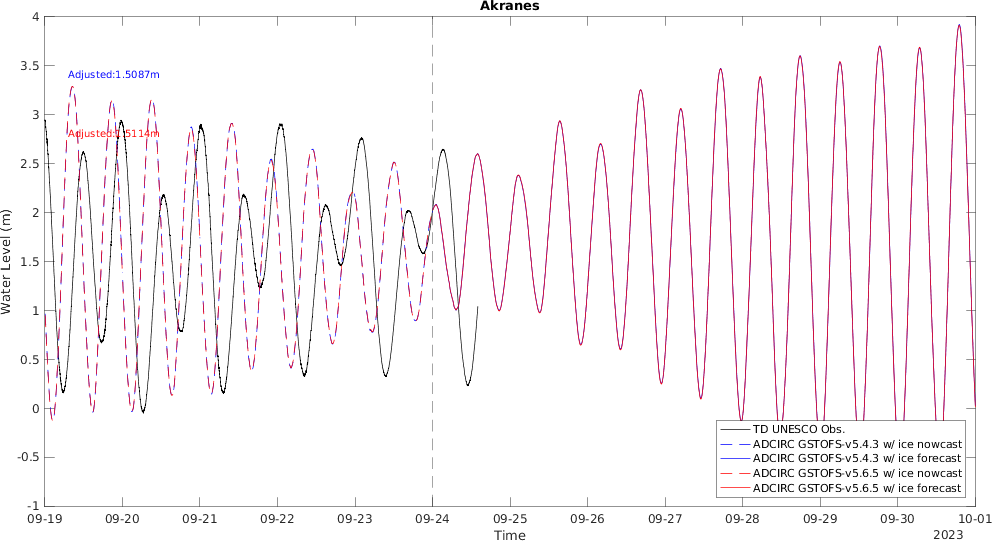 Akranes
4
3.5
3
2.5
2
1.5
1
0.5
0
-0.5
-1
Water Level (m)
Adjusted:1.5087m
Adjusted:1.5114m
TD UNESCO Obs.
ADCIRC GSTOFS-v5.4.3 w/ ice nowcast
ADCIRC GSTOFS-v5.4.3 w/ ice forecast
ADCIRC GSTOFS-v5.6.5 w/ ice nowcast
ADCIRC GSTOFS-v5.6.5 w/ ice forecast
09-19 09-20 09-21 09-22 09-23 09-24 09-25 09-26 09-27 09-28 09-29 09-30 10-01
Time
2023